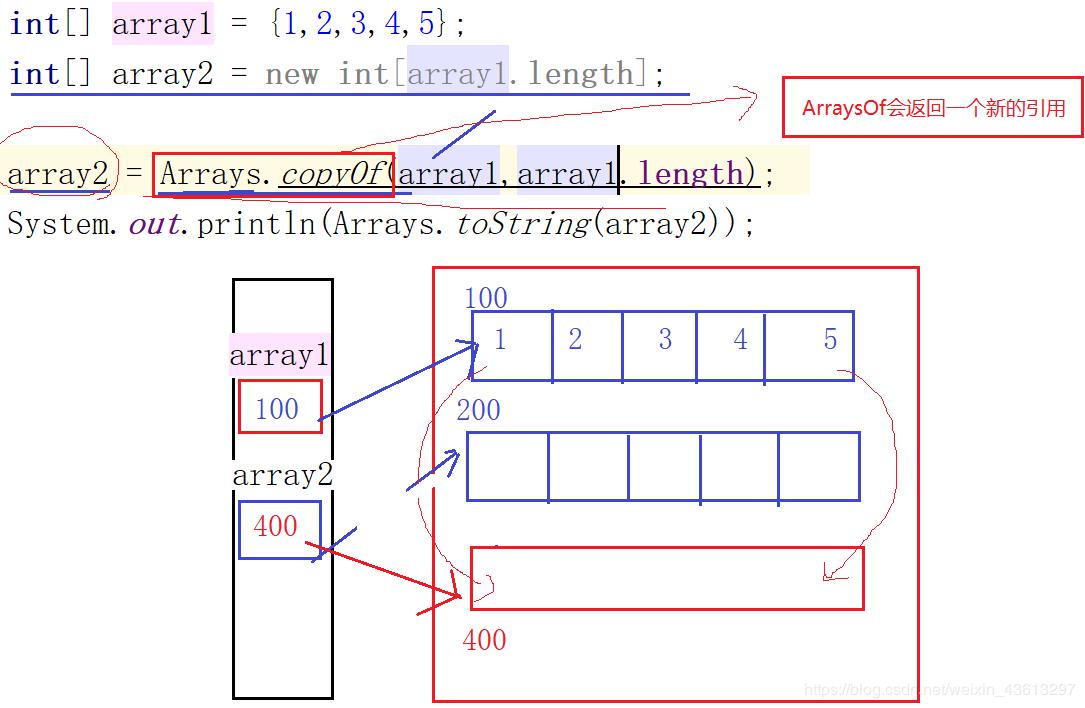 int[] array1 = {1,2,3,4,5};
int[] array2 = new int[array1.length];
ArraysOf会返回一个新的引用
array2 = Arrays.copyOf(array1,array1.length);
System.out.println(Arrays.toString(array2));
100
1 2 3 4 5
array1
100
200
array2
400
400
https://blog.csdn.net/weixin_43613297